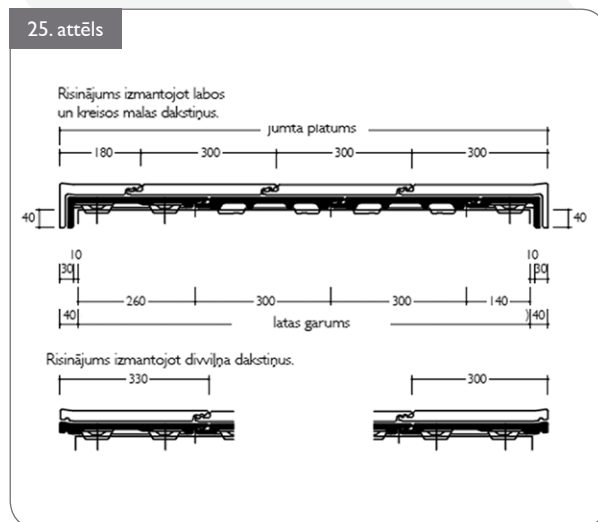 25. attēls
Risinājums izmantojot labos
un kreisos malas dakstiņus.
jumta platums
180 300 300 300
40 40
10 10
30 30
260 300 300 140
40 latas garums 40
Risinājums izmantojot divviļņa dakstiņus.
330 300